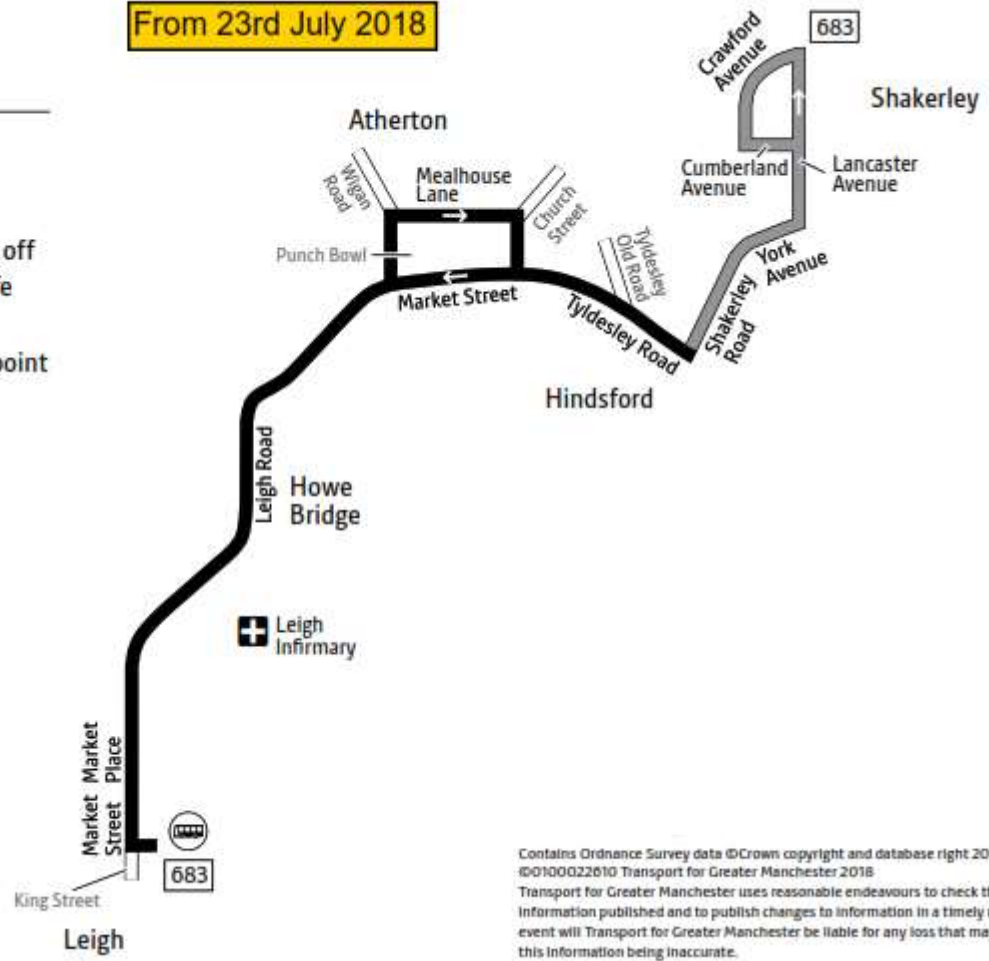 From 23rd July 2018
683
Crawford
Avenue
Shakerley
Atherton
Cumberland
Avenue
Lancaster
Avenue
Wigan
Road
Mealhouse
Lane
Church
Street
Tyldesley
Old Road
York
Avenue
off
Punch Bowl
Market Street
Tyldesley Road
Shakerley
Road
point
Hindsford
Leigh Road
Howe
Bridge
Leigh
Infirmary
Market Place
Market Street
683
King Street
Leigh
Contains Ordnance Survey data ©Crown copyright and database right 20
©0100022610 Transport for Greater Manchester 2018
Transport for Greater Manchester uses reasonable endeavours to check th
information published and to publish changes to information in a timely
event will Transport for Greater Manchester be liable for any loss that ma
this information being inaccurate.